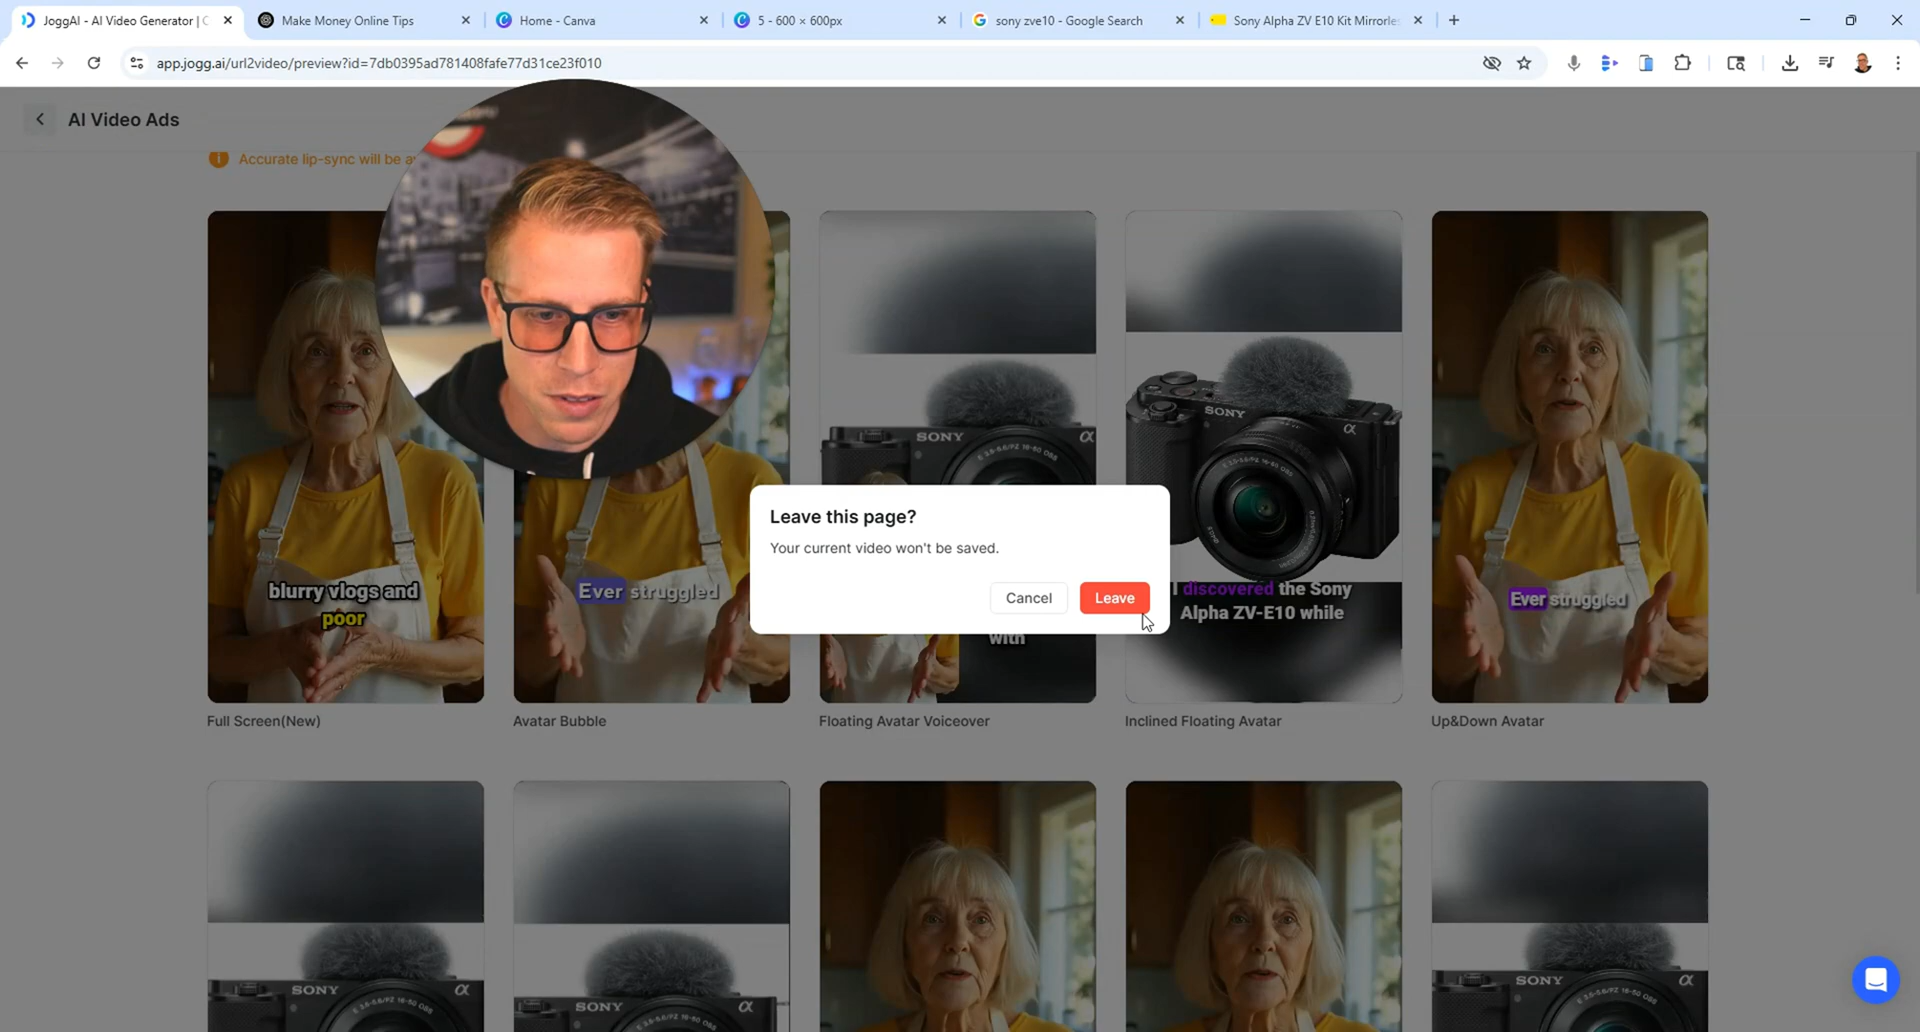 JoggAI - AI Video Generator | C
Make Money Online Tips
Home - Canva
5 - 600 × 600px
sony zve10 - Google Search
Sony Alpha ZV E10 Kit Mirrorles
app.jogg.ai/url2video/preview?id=7db0395ad781408fafe77d31ce23f010
AI Video Ads
Accurate lip-sync will be a
blurry vlogs and
poor
Ever struggled
SONY
with
SONY
I discovered the Sony
Alpha ZV-E10 while
Ever struggled
Leave this page?
Your current video won't be saved.
Cancel
Leave
Full Screen(New)
Avatar Bubble
Floating Avatar Voiceover
Inclined Floating Avatar
Up&Down Avatar
SONY
SONY
SONY